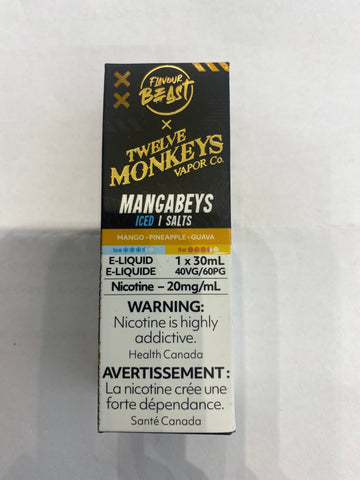 FLAVOUR
BEAST
×
TWELVE
MONKEYS
VAPOR Co.
MANGABEYS
ICED | SALTS
MANGO • PINEAPPLE • GUAVA
Ice
E-LIQUID 1 x 30mL
E-LIQUIDE 40VG/60PG
Nicotine – 20mg/mL
WARNING:
Nicotine is highly
addictive.
Health Canada
AVERTISSEMENT :
La nicotine crée une
forte dépendance.
Santé Canada